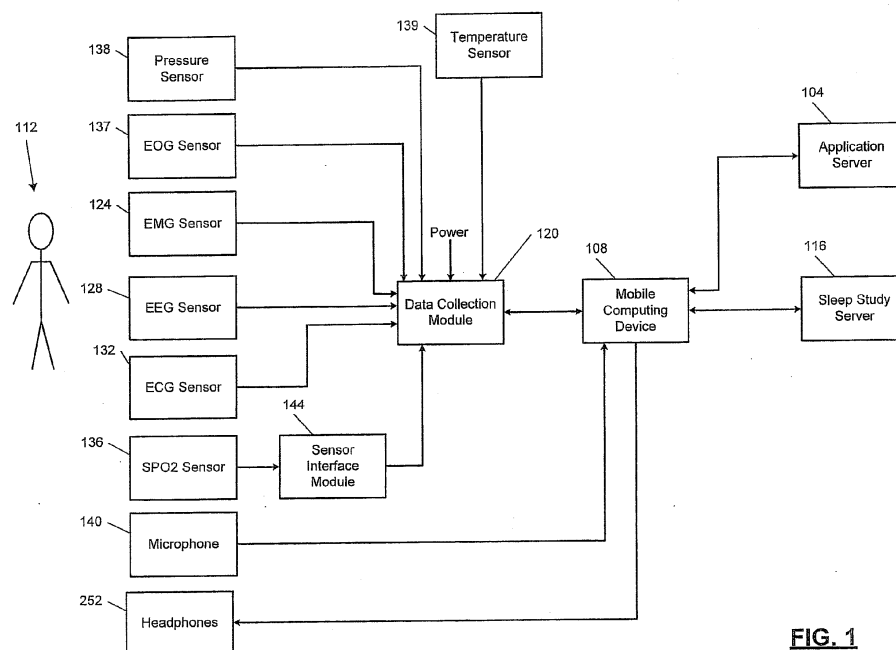 138
Pressure
Sensor
139
Temperature
Sensor
112
137
EOG Sensor
104
Application
Server
124
EMG Sensor
Power
120
108
116
128
EEG Sensor
Data Collection
Module
Mobile
Computing
Device
Sleep Study
Server
132
ECG Sensor
144
136
SPO2 Sensor
Sensor
Interface
Module
140
Microphone
252
Headphones
FIG. 1